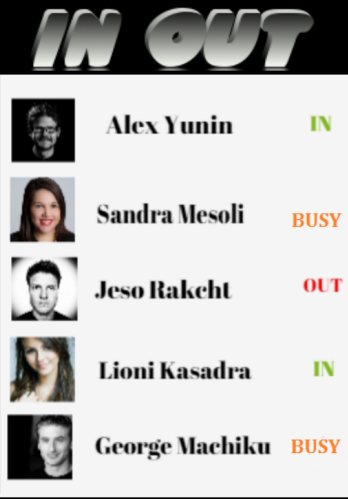 IN OUT
Alex Yunin IN
Sandra Mesoli BUSY
Jeso Rakcht OUT
Lioni Kasadra IN
George Machiku BUSY